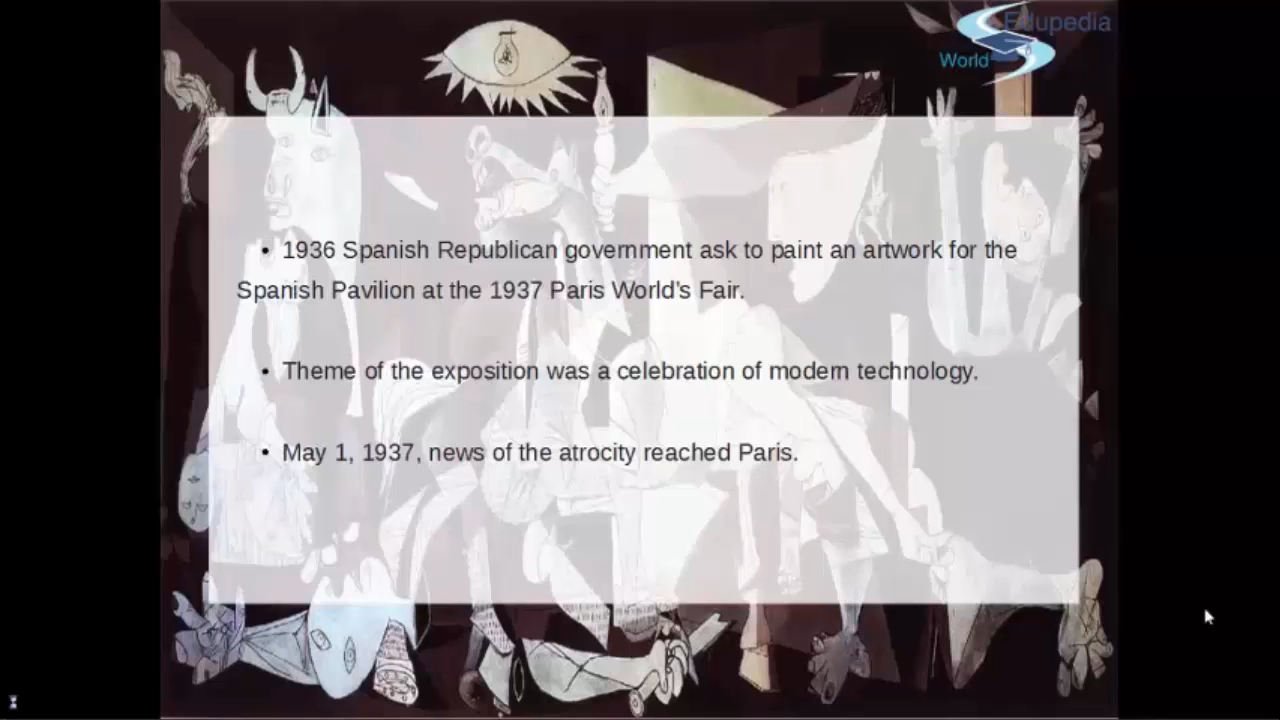 Edupedia
World
• 1936 Spanish Republican government ask to paint an artwork for the
Spanish Pavilion at the 1937 Paris World's Fair.
• Theme of the exposition was a celebration of modern technology.
• May 1, 1937, news of the atrocity reached Paris.